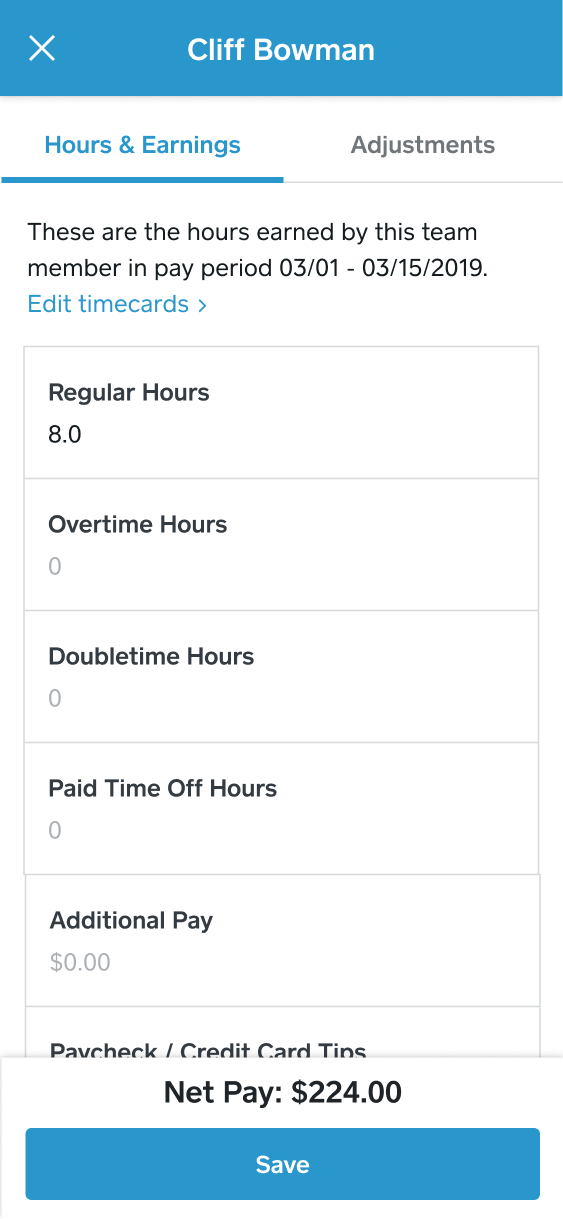 Cliff Bowman
Hours & Earnings
Adjustments
These are the hours earned by this team
member in pay period 03/01 - 03/15/2019.
Edit timecards >
Regular Hours
8.0
Overtime Hours
0
Doubletime Hours
0
Paid Time Off Hours
0
Additional Pay
$0.00
Paycheck / Credit Card Tips
Net Pay: $224.00
Save